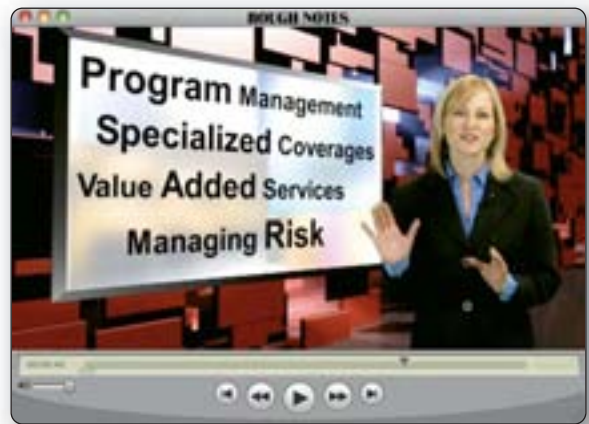 ROUGH NOTES
Program Management
Specialized Coverages
Value Added Services
Managing Risk